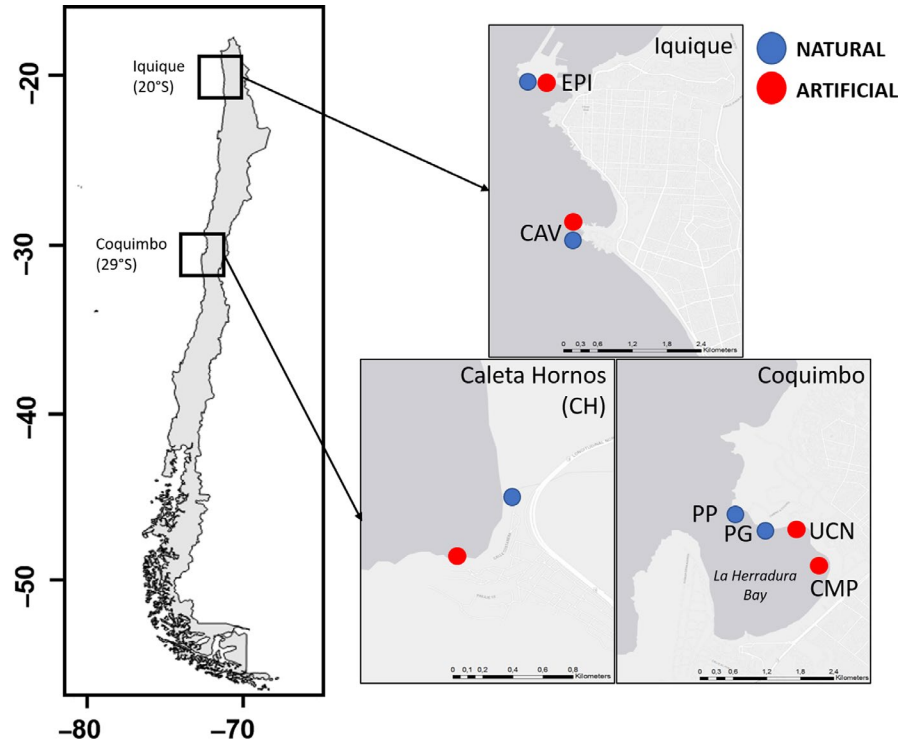 −20
−30
−40
−50
−80
−70
Iquique
(20°S)
Coquimbo
(29°S)
Iquique
EPI
CAV
0 0,3 0,6 1,2 1,8 2,4
Kilometers
NATURAL
ARTIFICIAL
Caleta Hornos
(CH)
0 0,1 0,2 0,4 0,6 0,8
Kilometers
Coquimbo
PP
PG
UCN
La Herradura
Bay
CMP
0 0,3 0,6 1,2 1,8 2,4
Kilometers